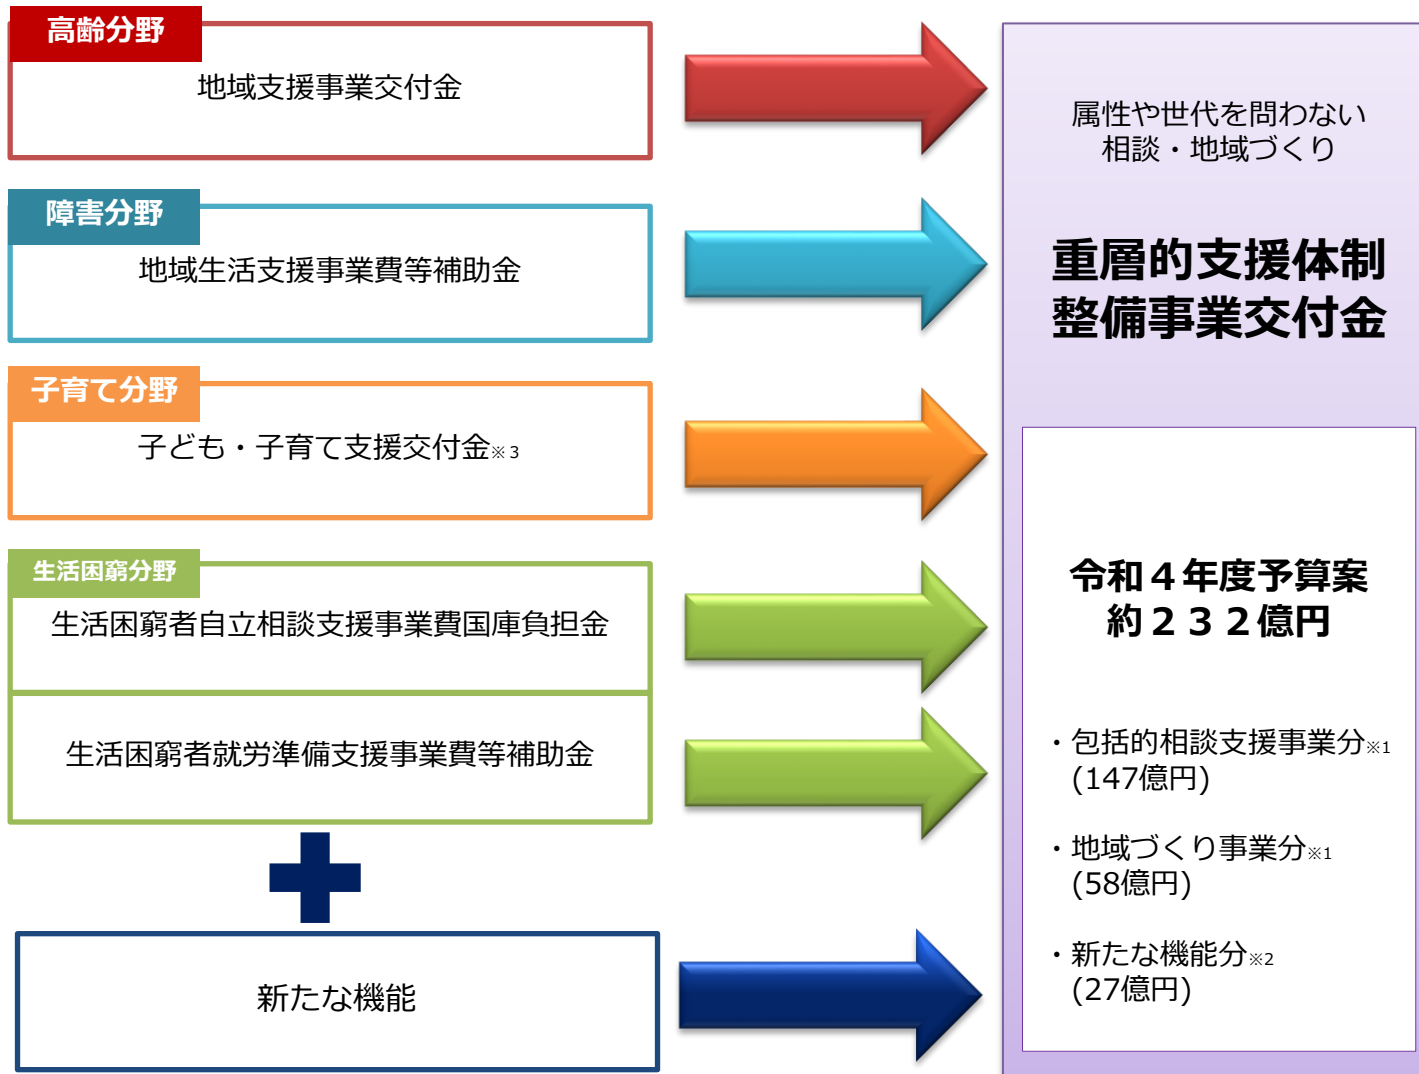 高齢分野
地域支援事業交付金
障害分野
地域生活支援事業費等補助金
子育て分野
子ども・子育て支援交付金※３
生活困窮分野
生活困窮者自立相談支援事業費国庫負担金
生活困窮者就労準備支援事業費等補助金
新たな機能
属性や世代を問わない
相談・地域づくり
重層的支援体制
整備事業交付金
令和４年度予算案
約２３２億円
・包括的相談支援事業分※1
(147億円)
・地域づくり事業分※1
(58億円)
・新たな機能分※2
(27億円)